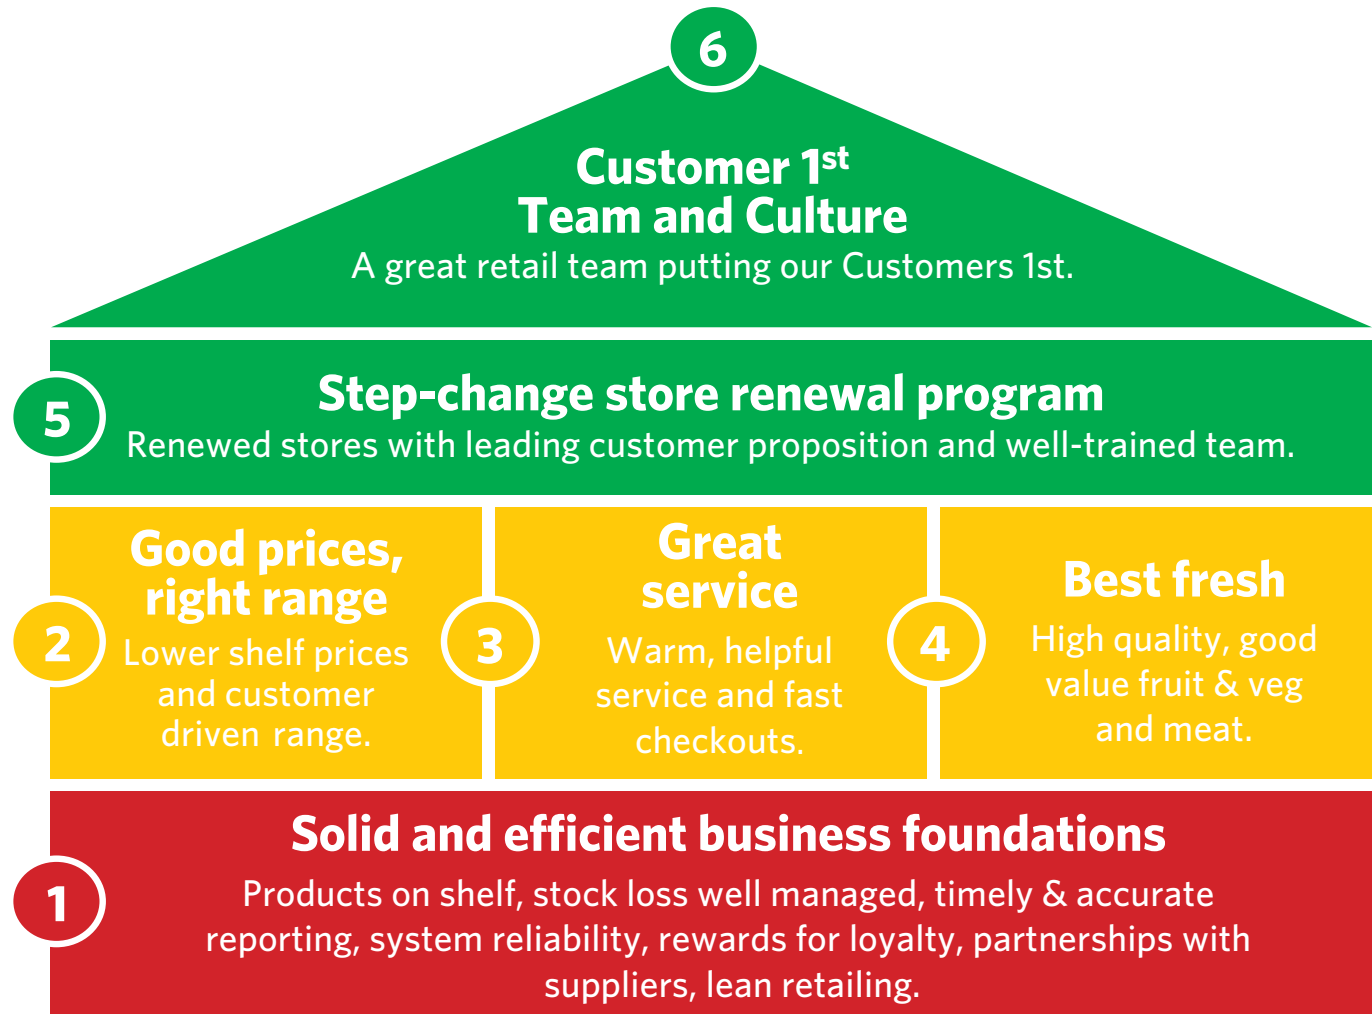 6
Customer 1st
Team and Culture
A great retail team putting our Customers 1st.
5
Step-change store renewal program
Renewed stores with leading customer proposition and well-trained team.
2
Good prices,
right range
Lower shelf prices
and customer
driven range.
3
Great
service
Warm, helpful
service and fast
checkouts.
4
Best fresh
High quality, good
value fruit & veg
and meat.
1
Solid and efficient business foundations
Products on shelf, stock loss well managed, timely & accurate
reporting, system reliability, rewards for loyalty, partnerships with
suppliers, lean retailing.